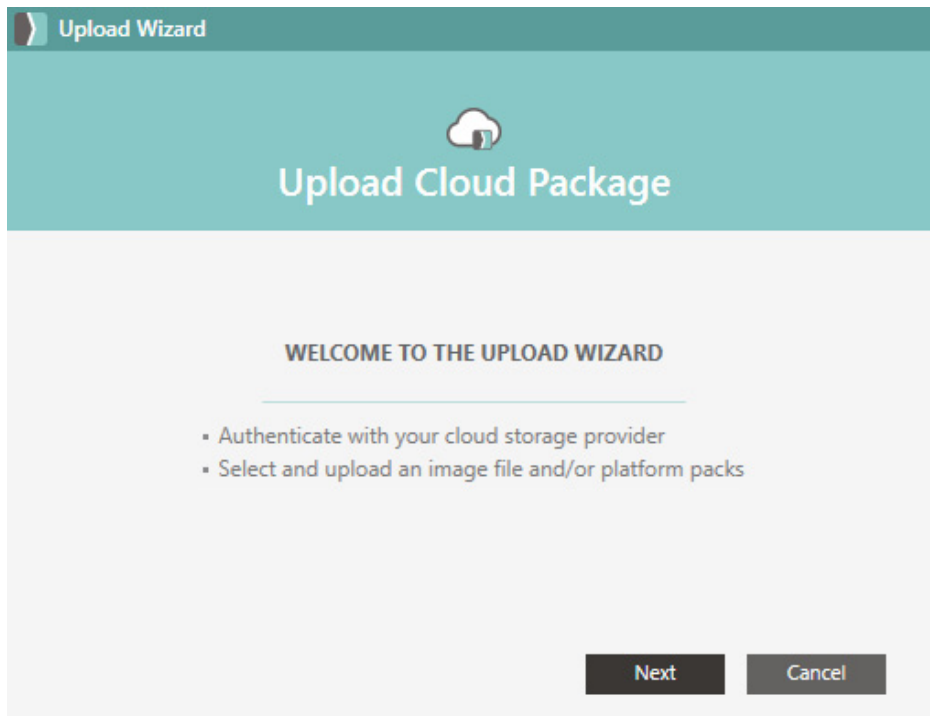 Upload Wizard
Upload Cloud Package
WELCOME TO THE UPLOAD WIZARD
▪ Authenticate with your cloud storage provider
▪ Select and upload an image file and/or platform packs
Next Cancel